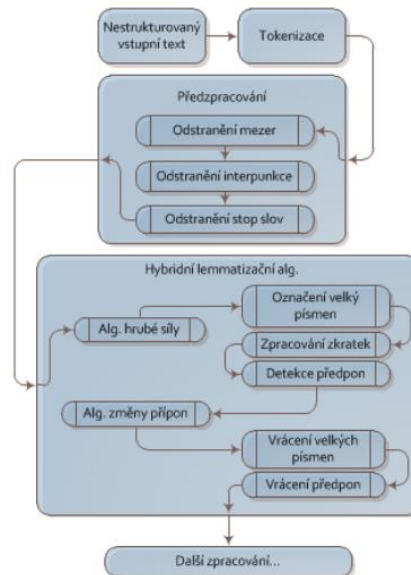 Nestrukturovaný
vstupní text
Tokenizace
Předzpracování
Odstranění mezer
Odstranění interpunkce
Odstranění stop slov
Hybridní lemmatizační alg.
Alg. hrubé síly
Označení velký
písmen
Zpracování zkratek
Detekce předpon
Alg. změny přípon
Vrácení velkých
písmen
Vrácení předpon
Další zpracování...